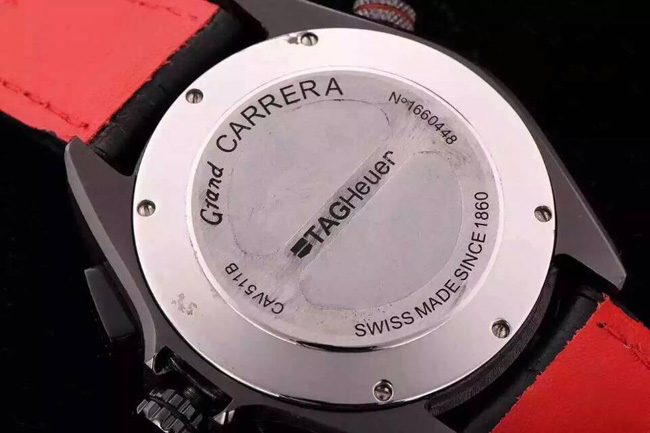 Grand CARRERA
Nº1660448
TAGHeuer
CAV511B
SWISS MADE SINCE 1860